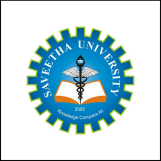 SAVEETHA UNIVERSITY
2005
Knowledge Conquers All